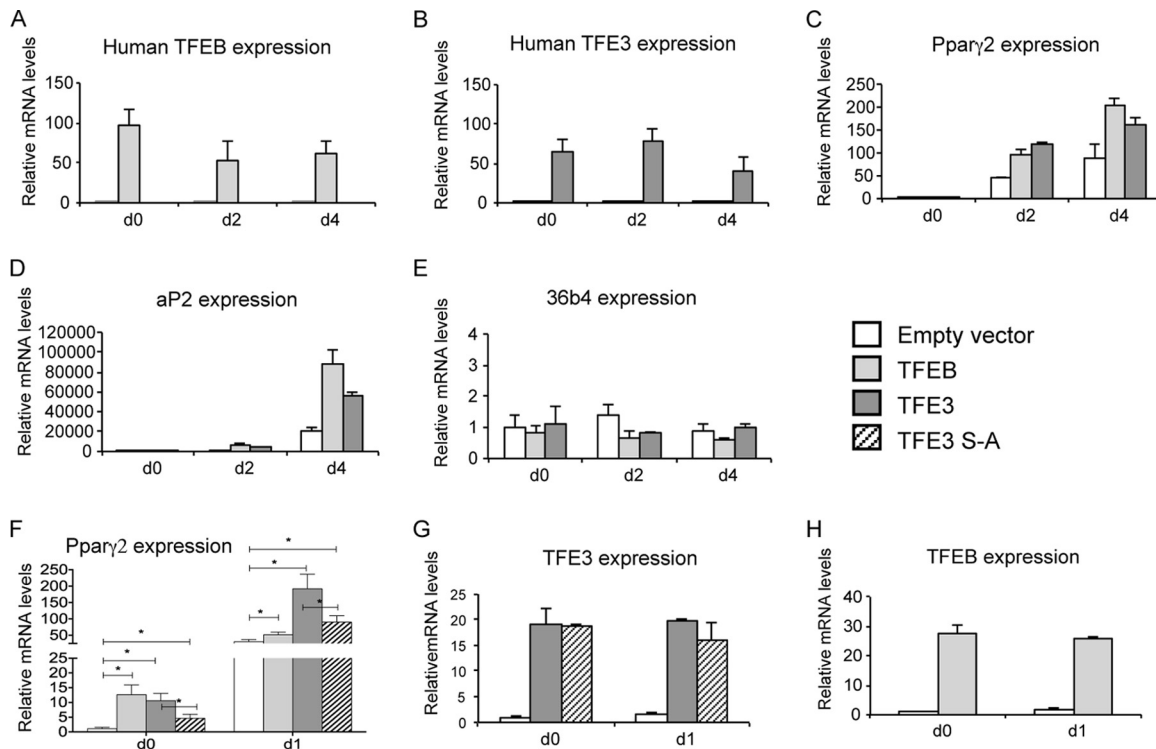 A
Human TFEB expression
Relative mRNA levels
150
100
50
0
d0 d2 d4
B
Human TFE3 expression
Relative mRNA levels
150
100
50
0
d0 d2 d4
C
Pparγ2 expression
Relative mRNA levels
250
200
150
100
50
0
d0 d2 d4
D
aP2 expression
Relative mRNA levels
120000
100000
80000
60000
40000
20000
0
d0 d2 d4
E
36b4 expression
Relative mRNA levels
4
3
2
1
0
d0 d2 d4
Empty vector
TFEB
TFE3
TFE3 S-A
F
Pparγ2 expression
Relative mRNA levels
250
200
150
100
50
25
20
15
10
5
0
* * * * * * * *
d0 d1
G
TFE3 expression
RelativemRNA levels
25
20
15
10
5
0
d0 d1
H
TFEB expression
Relative mRNA levels
40
30
20
10
0
d0 d1